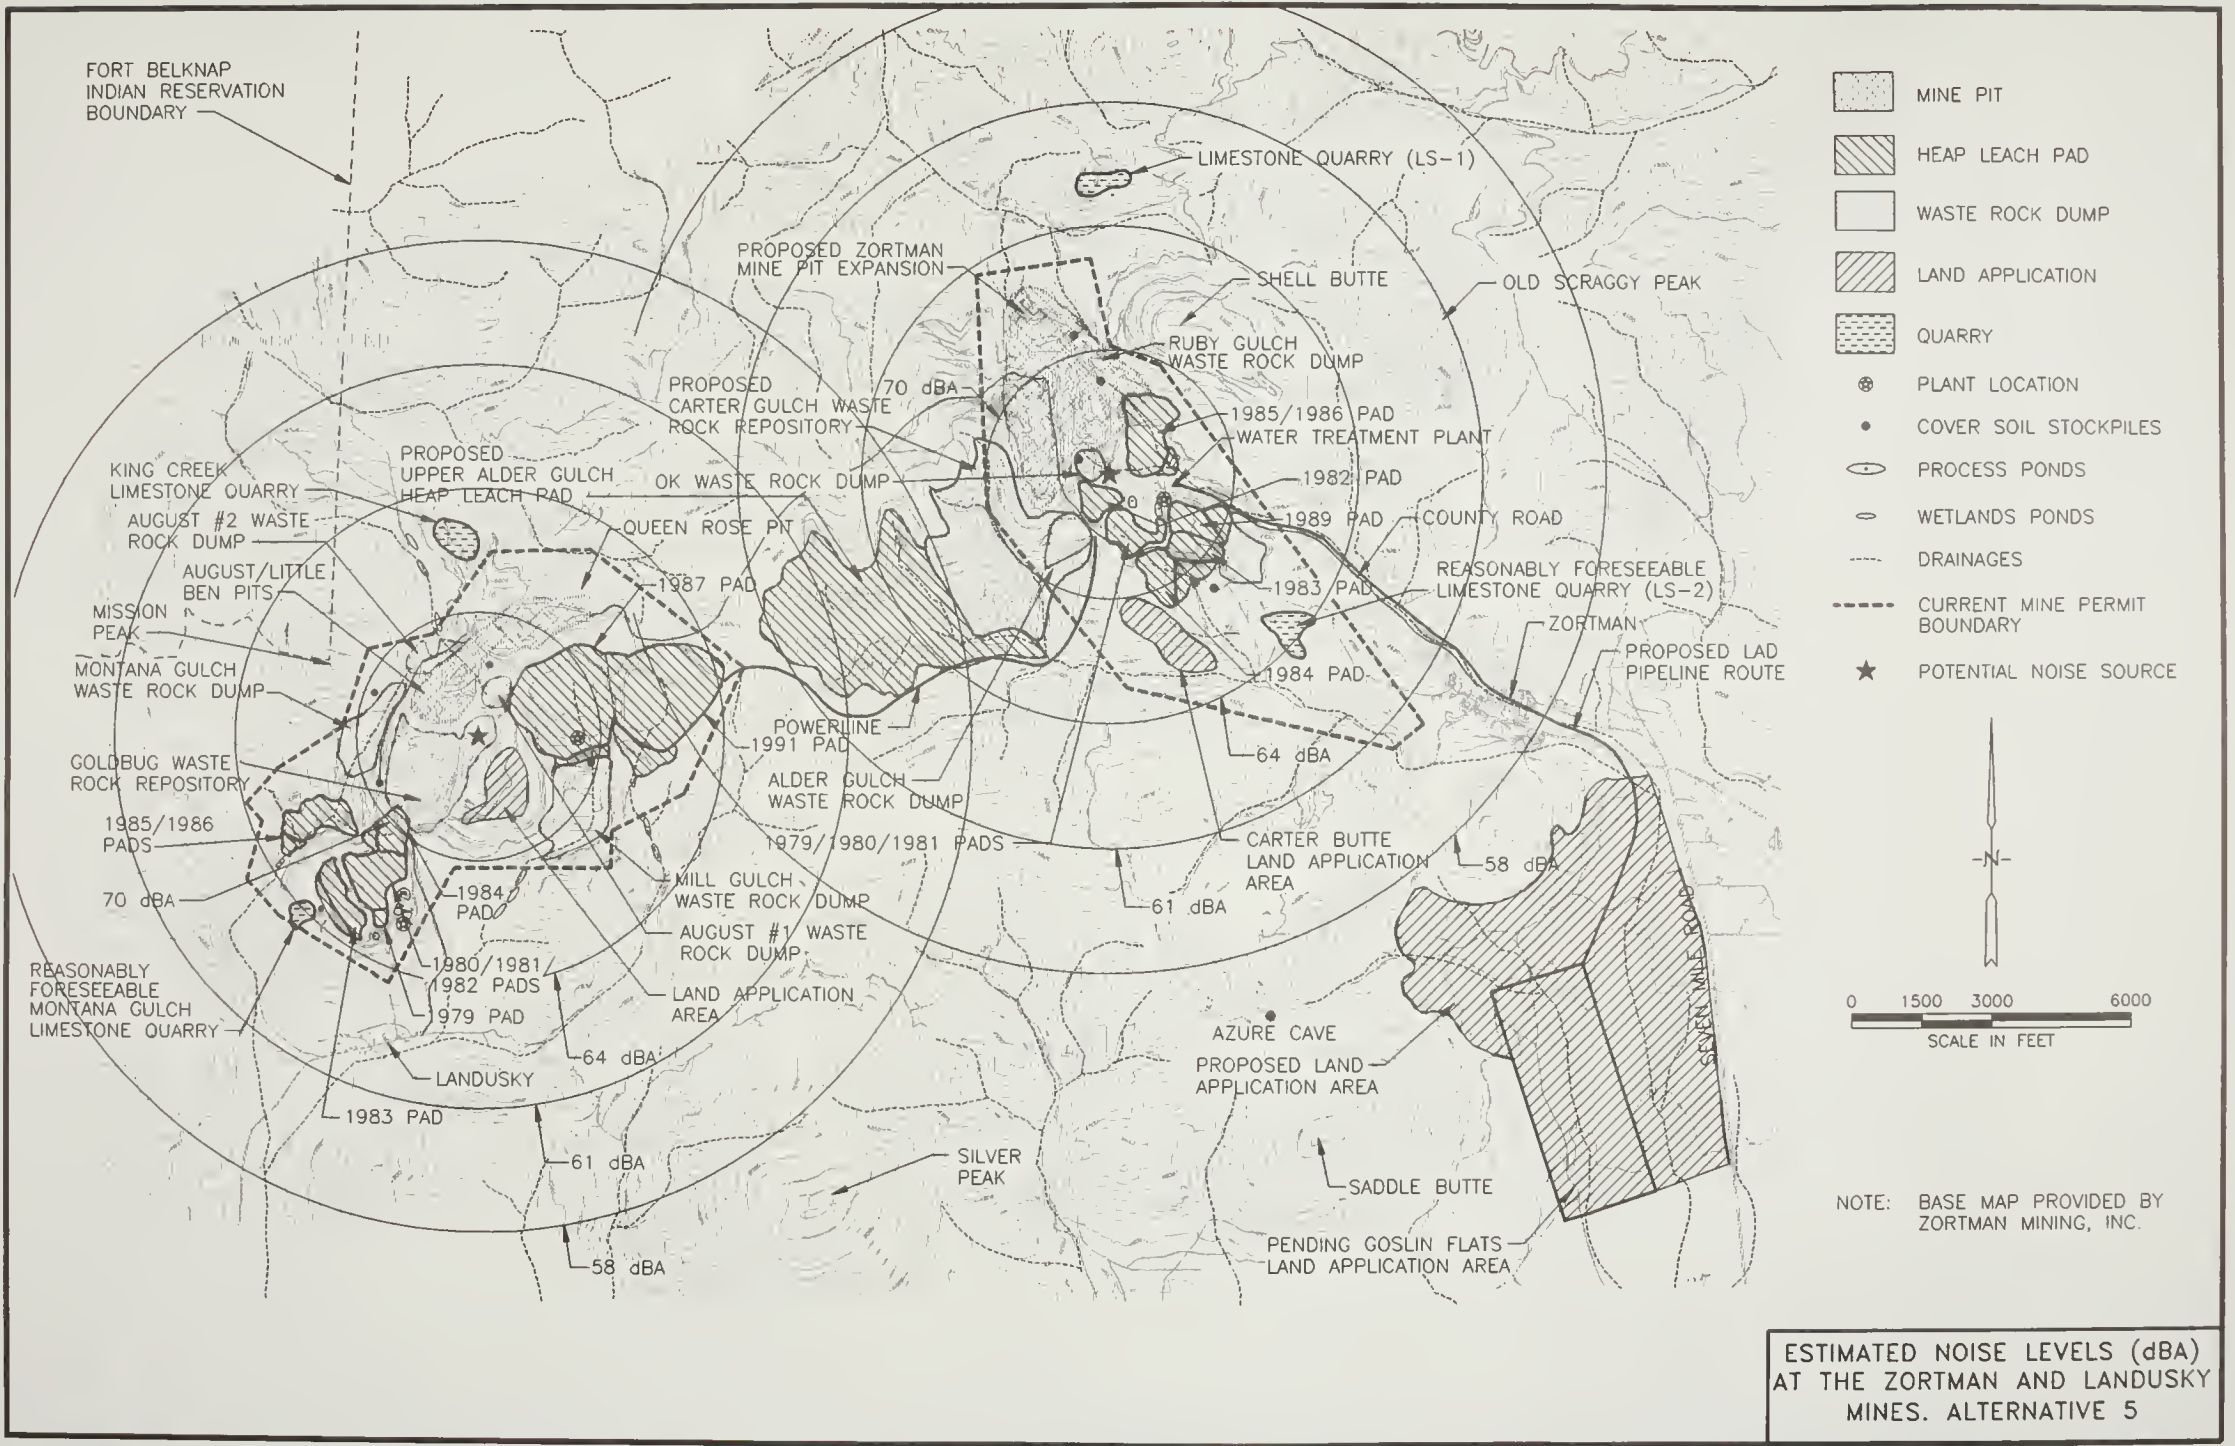 FORT BELKNAP
INDIAN RESERVATION
BOUNDARY
LIMESTONE QUARRY (LS-1)
PROPOSED ZORTMAN
MINE PIT EXPANSION
SHELL BUTTE
OLD SCRAGGY PEAK
RUBY GULCH
WASTE ROCK DUMP
70 dBA
PROPOSED
CARTER GULCH WASTE
ROCK REPOSITORY
1985/1986 PAD
WATER TREATMENT PLANT
PROPOSED
UPPER ALDER GULCH
HEAP LEACH PAD
OK WASTE ROCK DUMP
1982 PAD
KING CREEK
LIMESTONE QUARRY
AUGUST #2 WASTE
ROCK DUMP
QUEEN ROSE PIT
1989 PAD
COUNTY ROAD
AUGUST/LITTLE
BEN PITS
1987 PAD
1983 PAD
REASONABLY FORESEEABLE
LIMESTONE QUARRY (LS-2)
MISSION
PEAK
ZORTMAN
PROPOSED LAD
PIPELINE ROUTE
MONTANA GULCH
WASTE ROCK DUMP
1984 PAD
POWERLINE
1991 PAD
64 dBA
GOLDBUG WASTE
ROCK REPOSITORY
ALDER GULCH
WASTE ROCK DUMP
1985/1986
PADS
1979/1980/1981 PADS
CARTER BUTTE
LAND APPLICATION
AREA
58 dBA
70 dBA
1984
PAD
MILL GULCH
WASTE ROCK DUMP
61 dBA
AUGUST #1 WASTE
ROCK DUMP
SEVEN MILE ROAD
REASONABLY
FORESEEABLE
MONTANA GULCH
LIMESTONE QUARRY
1980/1981/
1982 PADS
1979 PAD
LAND APPLICATION
AREA
AZURE CAVE
64 dBA
PROPOSED LAND
APPLICATION AREA
LANDUSKY
1983 PAD
61 dBA
SILVER
PEAK
SADDLE BUTTE
58 dBA
PENDING GOSLIN FLATS
LAND APPLICATION AREA
MINE PIT
HEAP LEACH PAD
WASTE ROCK DUMP
LAND APPLICATION
QUARRY
PLANT LOCATION
COVER SOIL STOCKPILES
PROCESS PONDS
WETLANDS PONDS
DRAINAGES
CURRENT MINE PERMIT
BOUNDARY
POTENTIAL NOISE SOURCE
-N-
0 1500 3000 6000
SCALE IN FEET
NOTE: BASE MAP PROVIDED BY
ZORTMAN MINING, INC.
ESTIMATED NOISE LEVELS (dBA)
AT THE ZORTMAN AND LANDUSKY
MINES. ALTERNATIVE 5